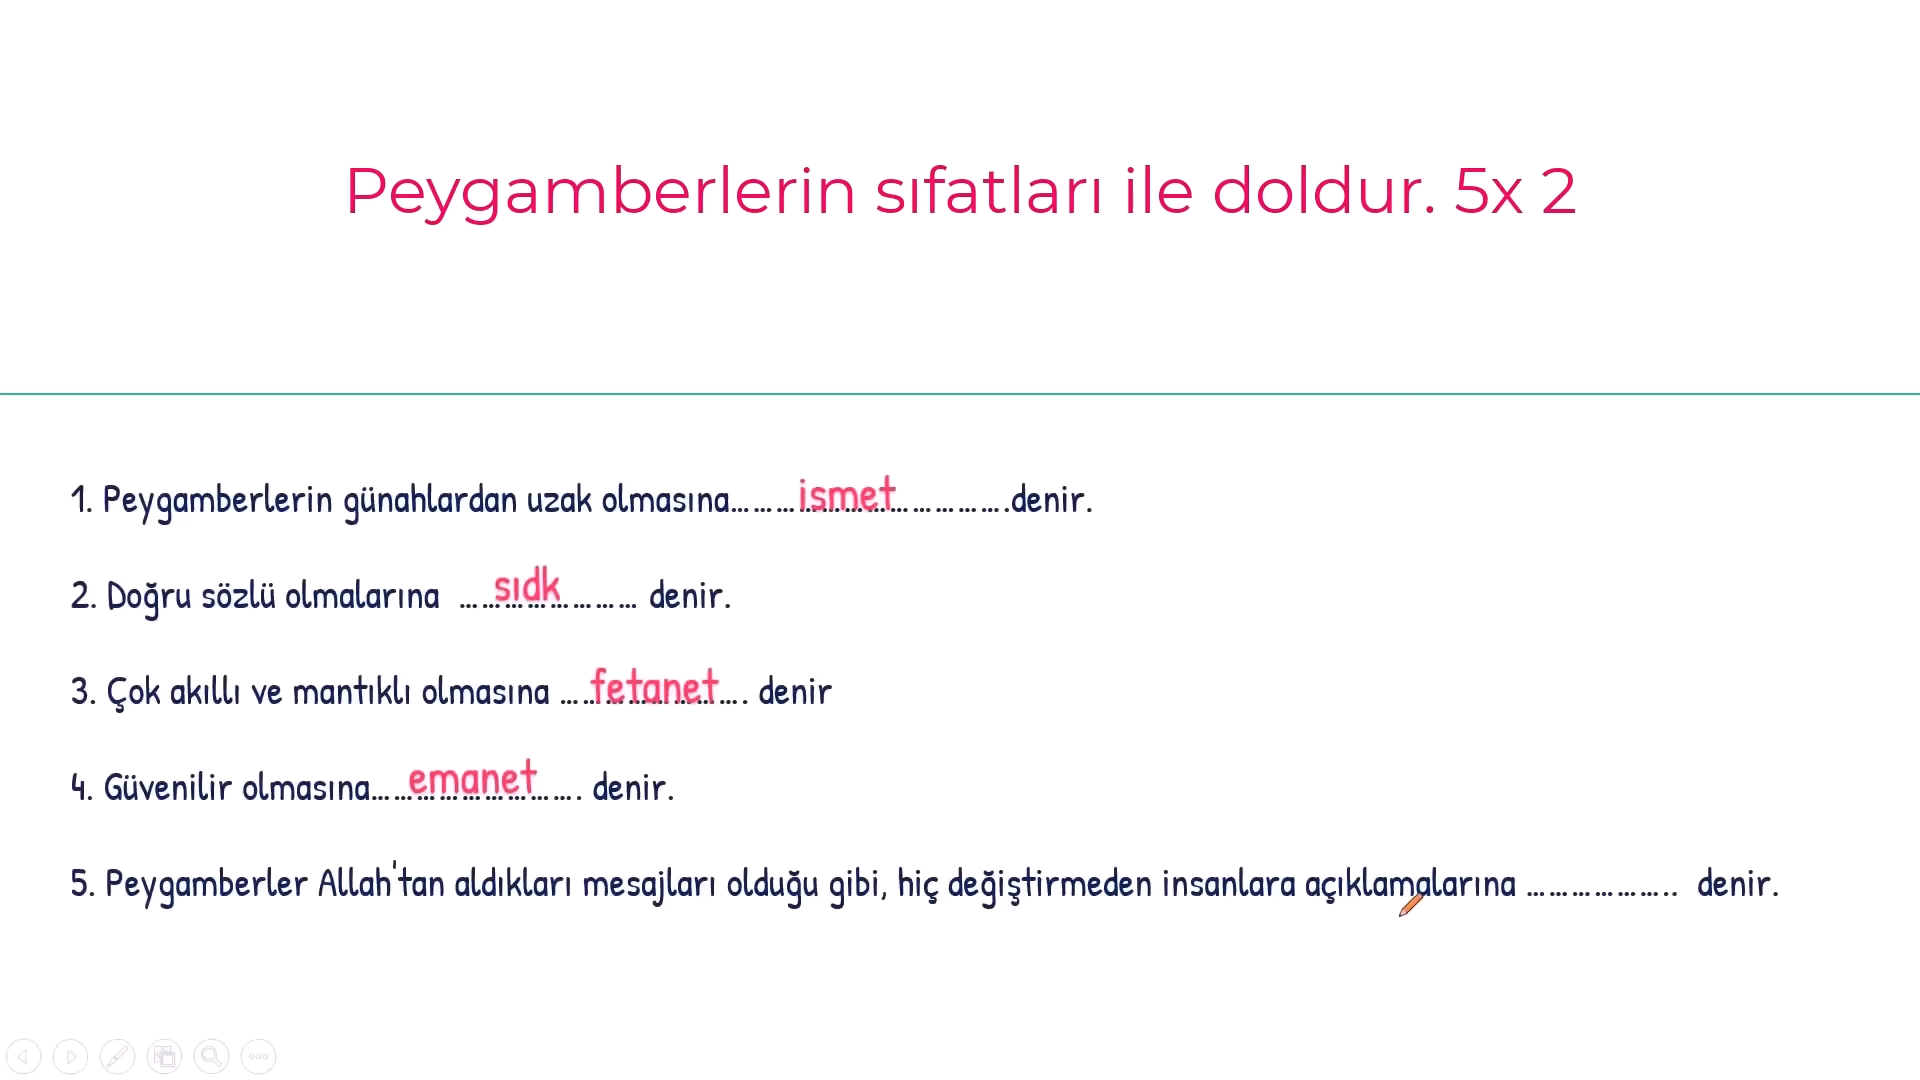 Peygamberlerin sıfatları ile doldur. 5x 2
1. Peygamberlerin günahlardan uzak olmasına………ismet…………….denir.
2. Doğru sözlü olmalarına ……sıdk………… denir.
3. Çok akıllı ve mantıklı olmasına ……fetanet…. denir
4. Güvenilir olmasına……emanet……. denir.
5. Peygamberler Allah'tan aldıkları mesajları olduğu gibi, hiç değiştirmeden insanlara açıklamalarına ……………….. denir.